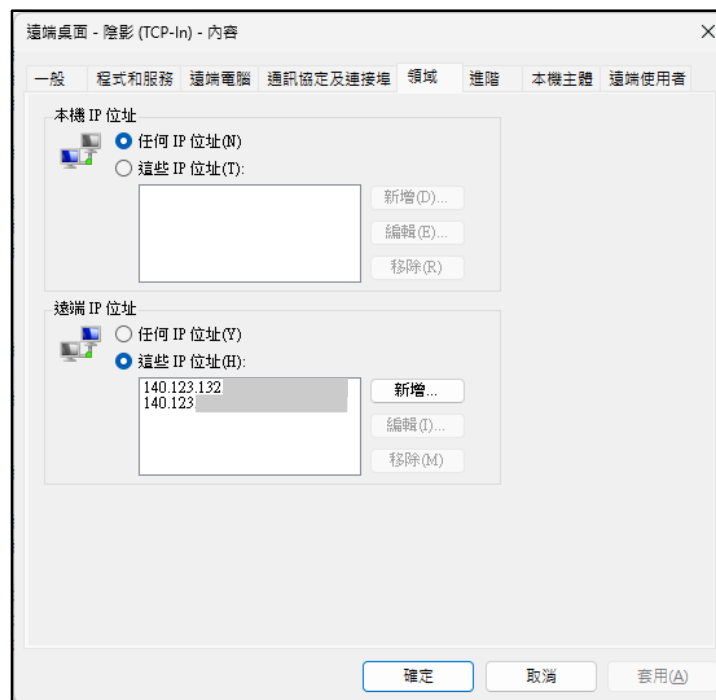 遠端桌面 - 陰影 (TCP-In) - 內容
一般 程式和服務 遠端電腦 通訊協定及連接埠 領域 進階 本機主體 遠端使用者
本機 IP 位址
任何 IP 位址(N)
這些 IP 位址(T):
新增(D)...
編輯(E)...
移除(R)
遠端 IP 位址
任何 IP 位址(Y)
這些 IP 位址(H):
140.123.132
140.123
新增...
編輯(I)...
移除(M)
確定 取消 套用(A)